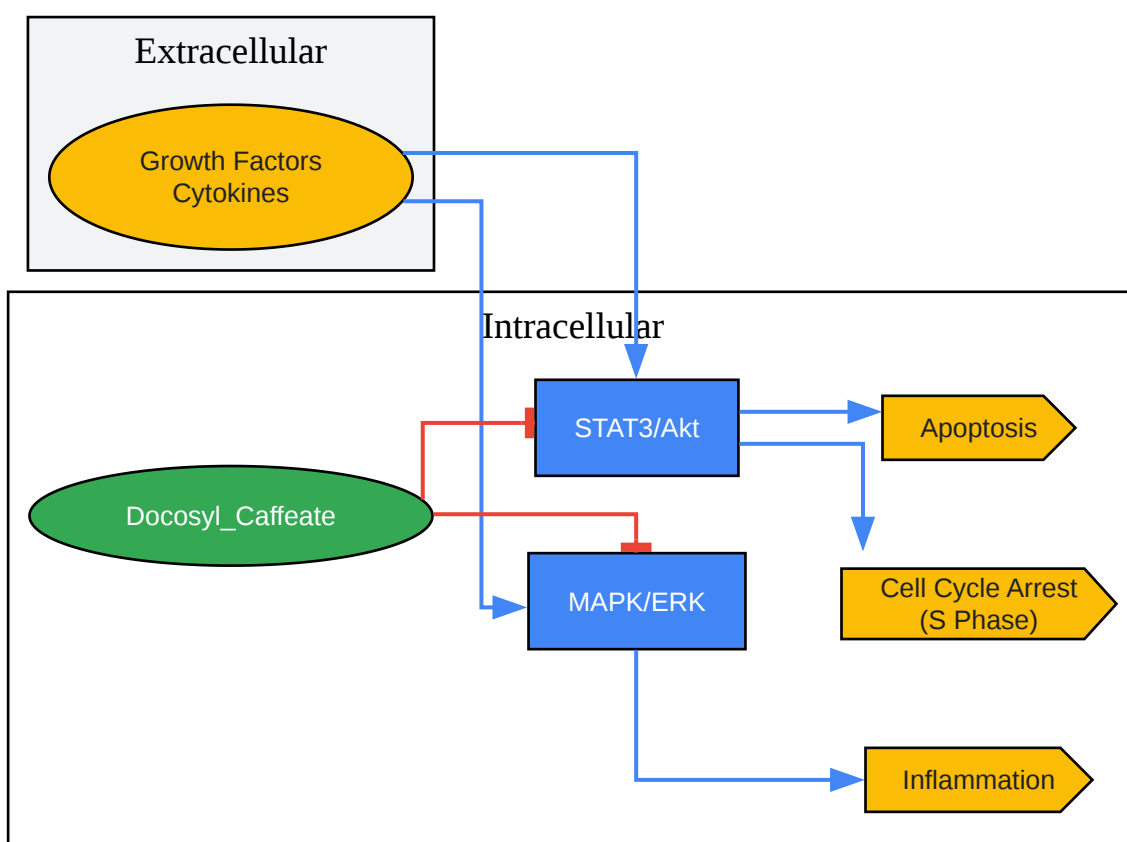 Extracellular
Growth Factors
Cytokines
Intracellular
STAT3/Akt
Apoptosis
Docosyl_Caffeate
MAPK/ERK
Cell Cycle Arrest
(S Phase)
Inflammation